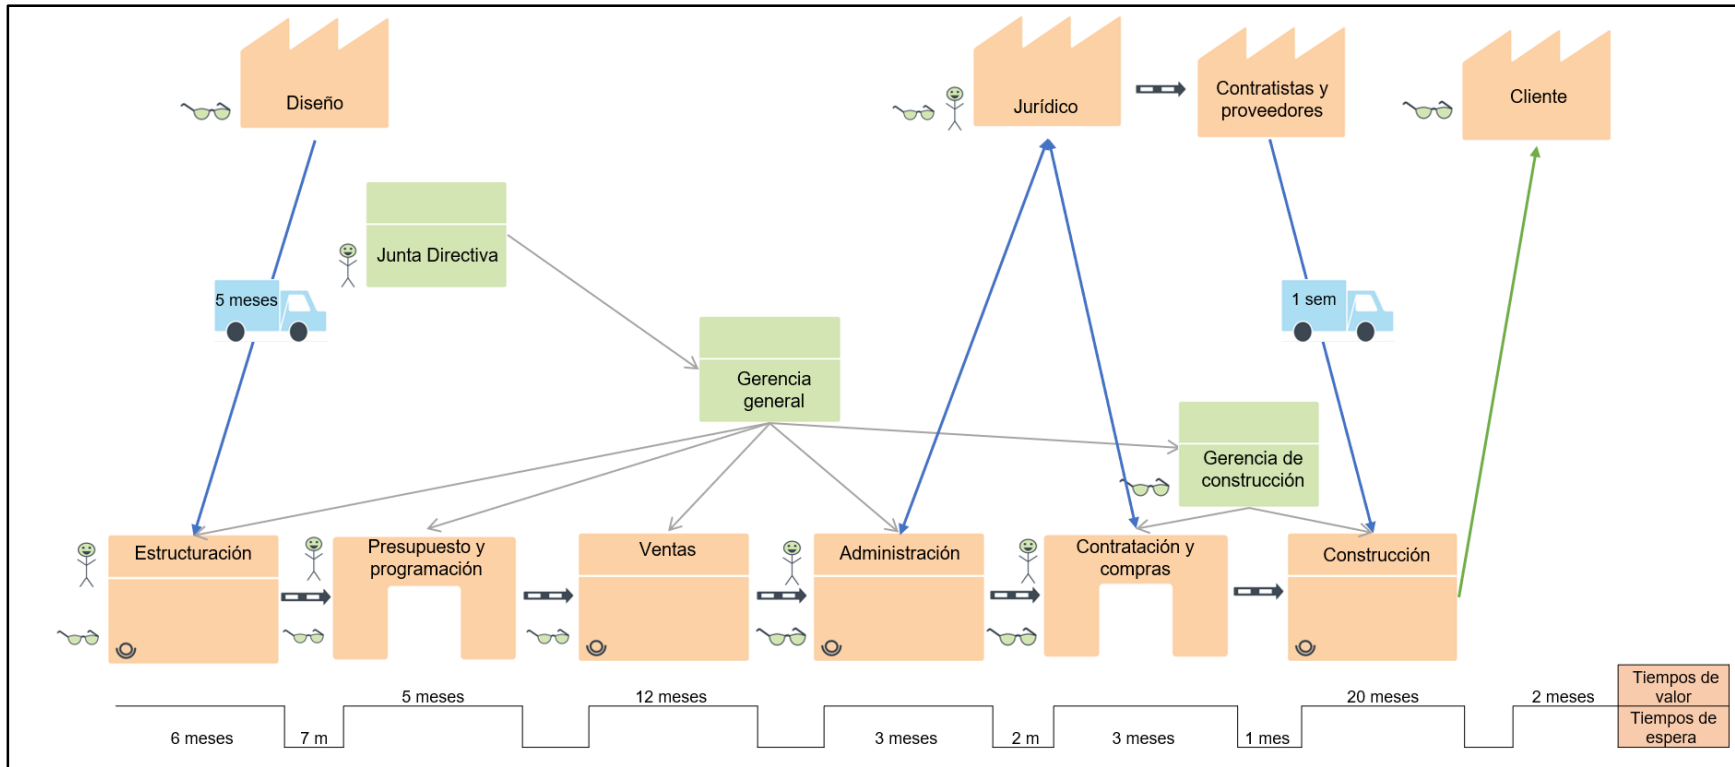 Diseño
Jurídico
Contratistas y
proveedores
Cliente
Junta Directiva
5 meses
1 sem
Gerencia
general
Gerencia de
construcción
Estructuración
Presupuesto y
programación
Ventas
Administración
Contratación y
compras
Construcción
5 meses
12 meses
20 meses
2 meses
Tiempos de
valor
6 meses
7 m
3 meses
2 m
3 meses
1 mes
Tiempos de
espera